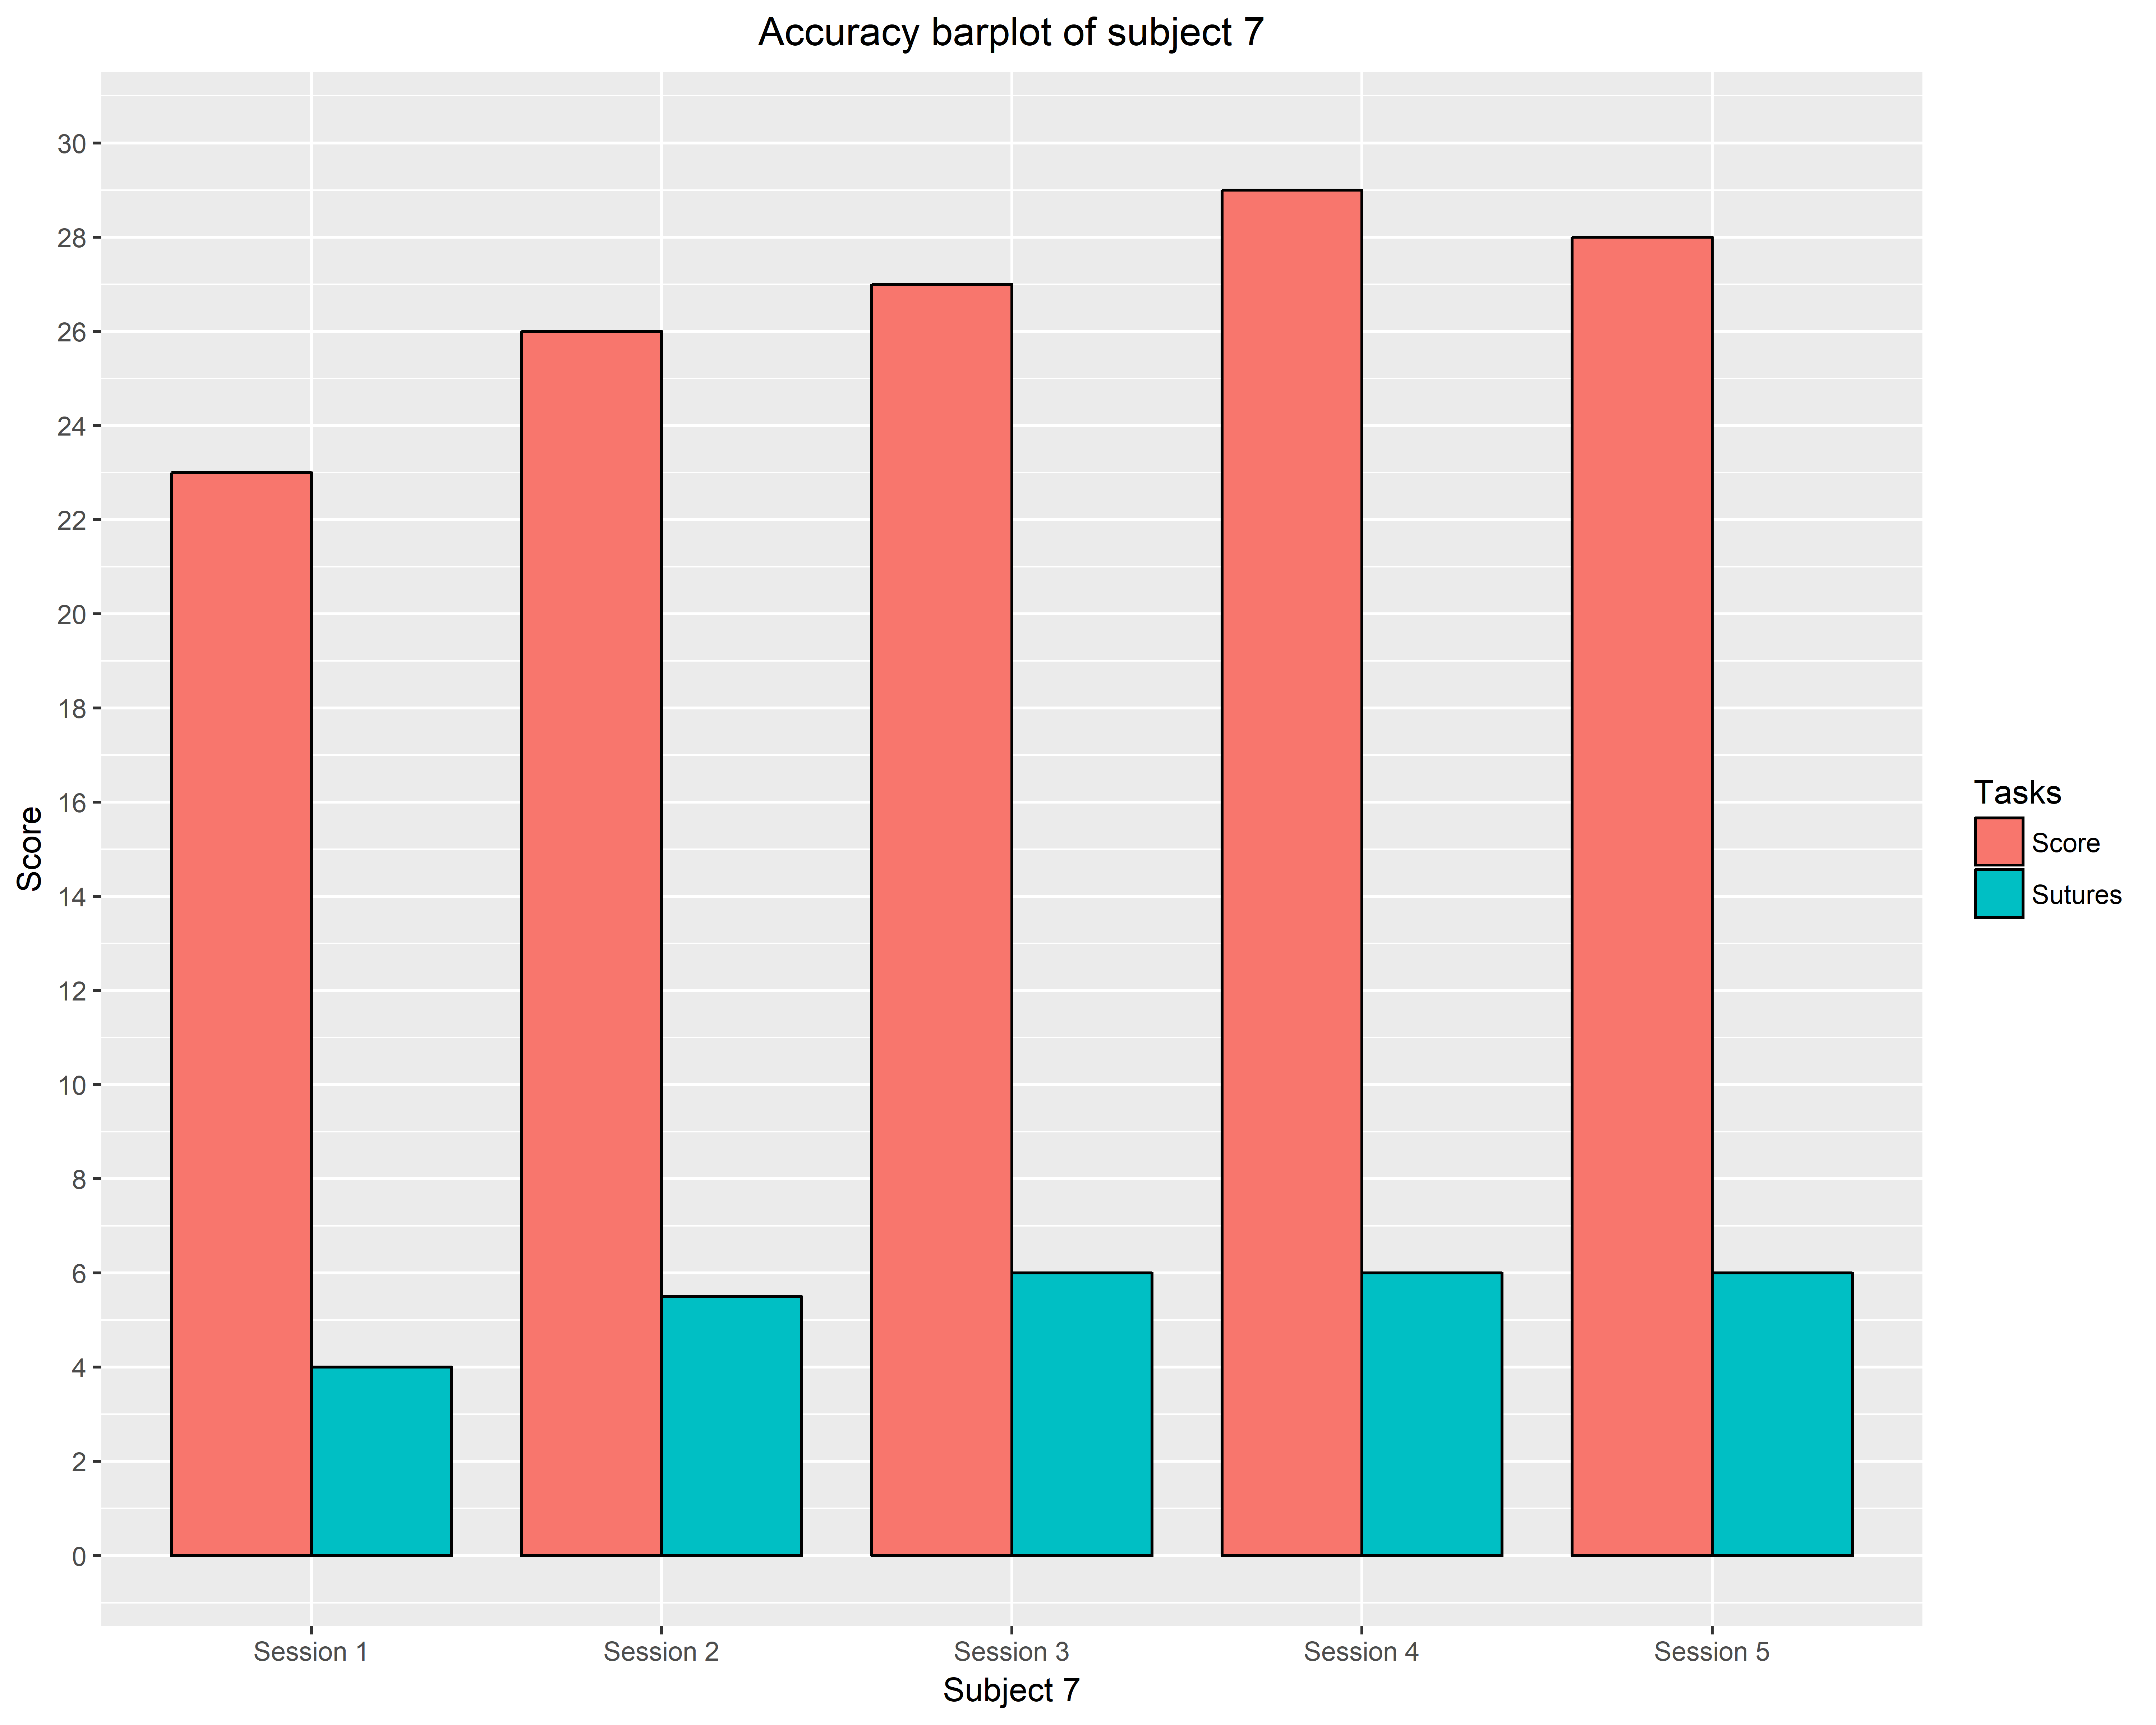 Accuracy barplot of subject 7
Score
30
28
26
24
22
20
18
16
14
12
10
8
6
4
2
0
Session 1
Session 2
Session 3
Session 4
Session 5
Subject 7
Tasks
Score
Sutures